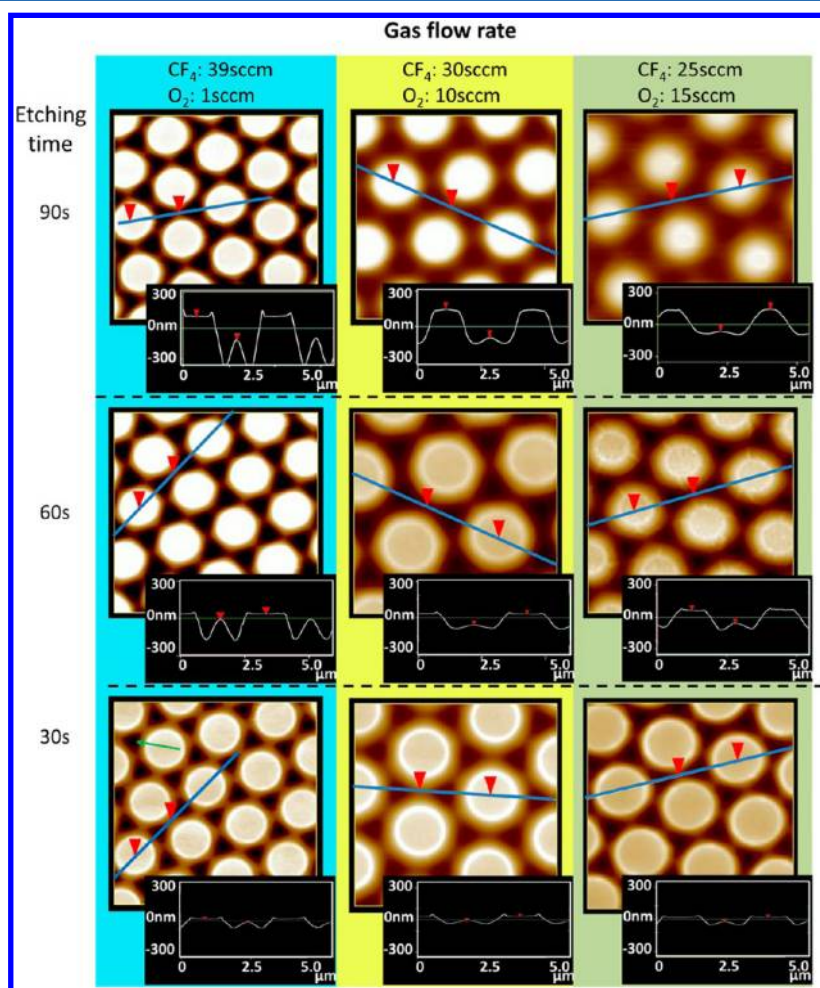 Gas flow rate
CF₄: 39sccm
O₂: 1sccm
CF₄: 30sccm
O₂: 10sccm
CF₄: 25sccm
O₂: 15sccm
Etching
time
90s
300
0nm
-300
0 2.5 5.0
μm
300
0nm
-300
0 2.5 5.0
μm
300
0nm
-300
0 2.5 5.0
μm
60s
300
0nm
-300
0 2.5 5.0
μm
300
0nm
-300
0 2.5 5.0
μm
300
0nm
-300
0 2.5 5.0
μm
30s
300
0nm
-300
0 2.5 5.0
μm
300
0nm
-300
0 2.5 5.0
μm
300
0nm
-300
0 2.5 5.0
μm